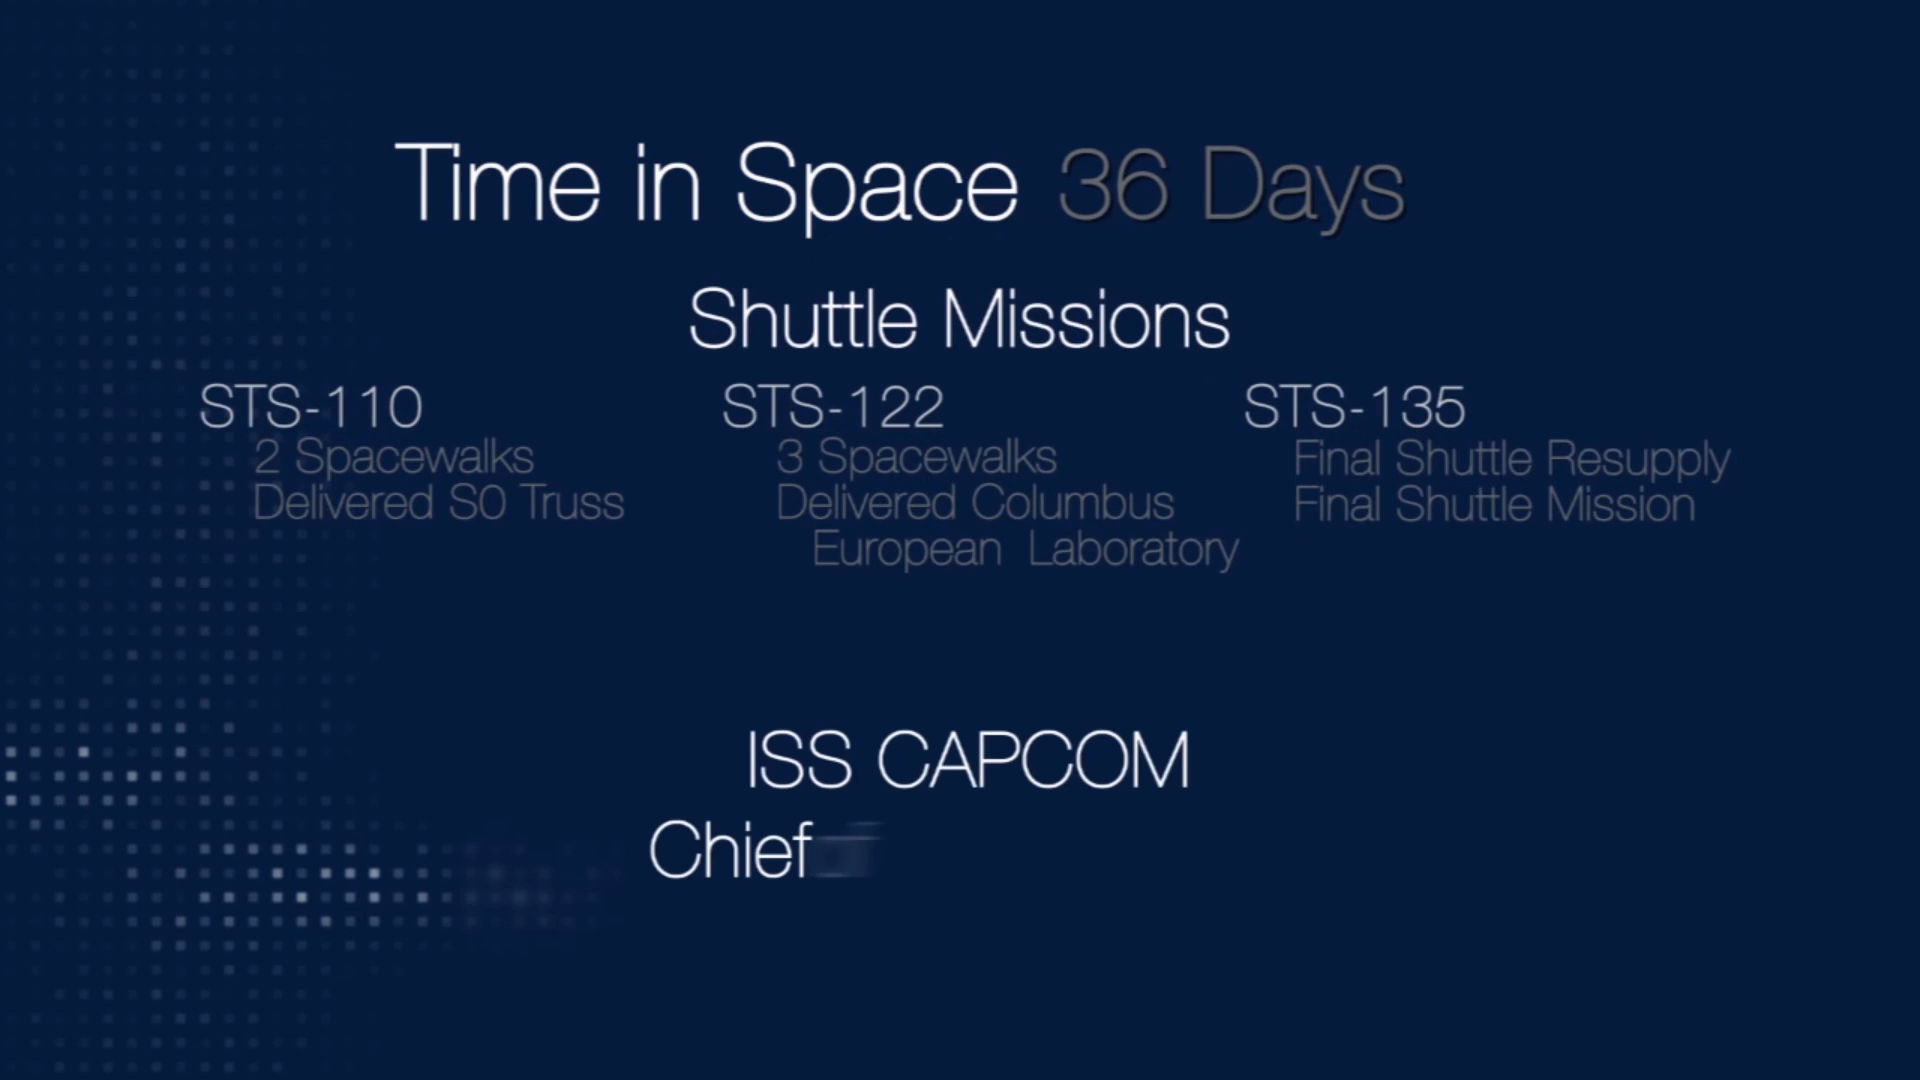 Time in Space 36 Days
Shuttle Missions
STS-110
2 Spacewalks
Delivered S0 Truss
STS-122
3 Spacewalks
Delivered Columbus
European Laboratory
STS-135
Final Shuttle Resupply
Final Shuttle Mission
ISS CAPCOM
Chief